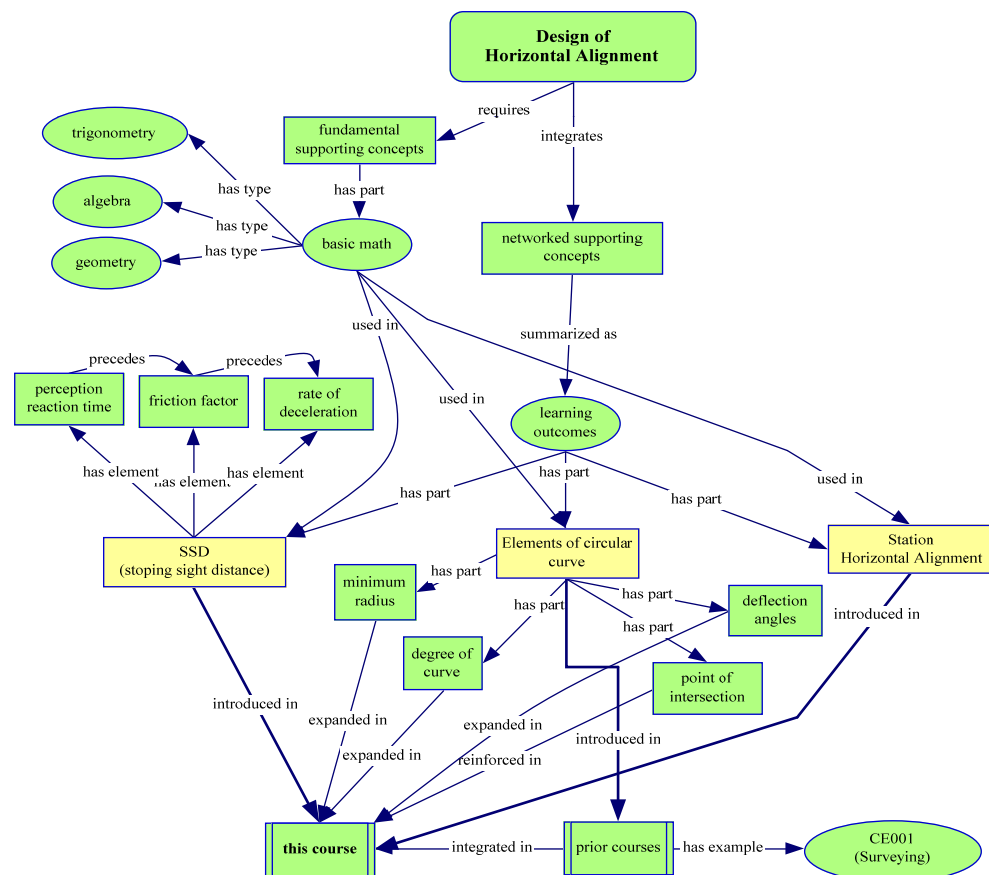 Design of
Horizontal Alignment
requires
integrates
fundamental
supporting concepts
trigonometry
has type
has part
algebra
has type
basic math
networked supporting
concepts
geometry
has type
used in
summarized as
precedes
precedes
perception
reaction time
friction factor
rate of
deceleration
used in
learning
outcomes
has element
has element
has element
has part
has part
has part
used in
SSD
(stoping sight distance)
Elements of circular
curve
Station
Horizontal Alignment
has part
minimum
radius
has part
has part
has part
deflection
angles
introduced in
degree of
curve
point of
intersection
introduced in
expanded in
expanded in
expanded in
reinforced in
introduced in
this course
integrated in
prior courses
has example
CE001
(Surveying)